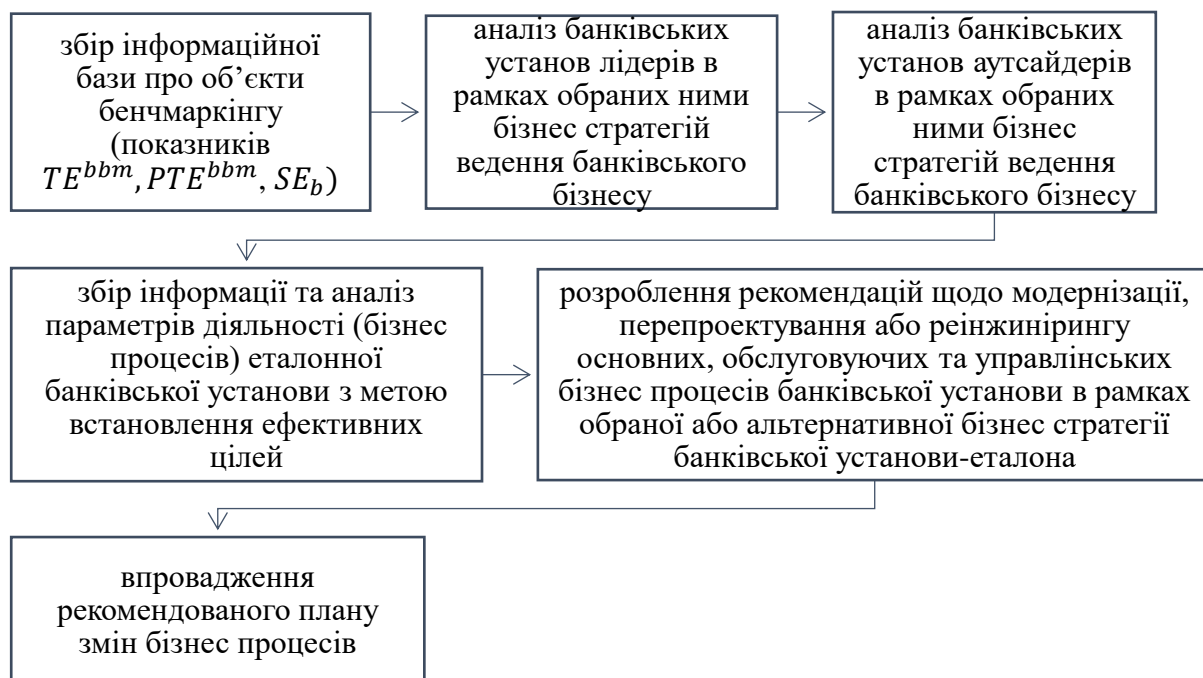 збір інформаційної
бази про об’єкти
бенчмаркінгу
(показників
𝑇𝐸ᵇᵇᵐ, 𝑃𝑇𝐸ᵇᵇᵐ, 𝑆𝐸_b)
аналіз банківських
установ лідерів в
рамках обраних ними
бізнес стратегій
ведення банківського
бізнесу
аналіз банківських
установ аутсайдерів
в рамках обраних
ними бізнес
стратегій ведення
банківського бізнесу
збір інформації та аналіз
параметрів діяльності (бізнес
процесів) еталонної
банківської установи з метою
встановлення ефективних
цілей
розроблення рекомендацій щодо модернізації,
перепроектування або реінжинірингу
основних, обслуговуючих та управлінських
бізнес процесів банківської установи в рамках
обраної або альтернативної бізнес стратегії
банківської установи-еталона
впровадження
рекомендованого плану
змін бізнес процесів